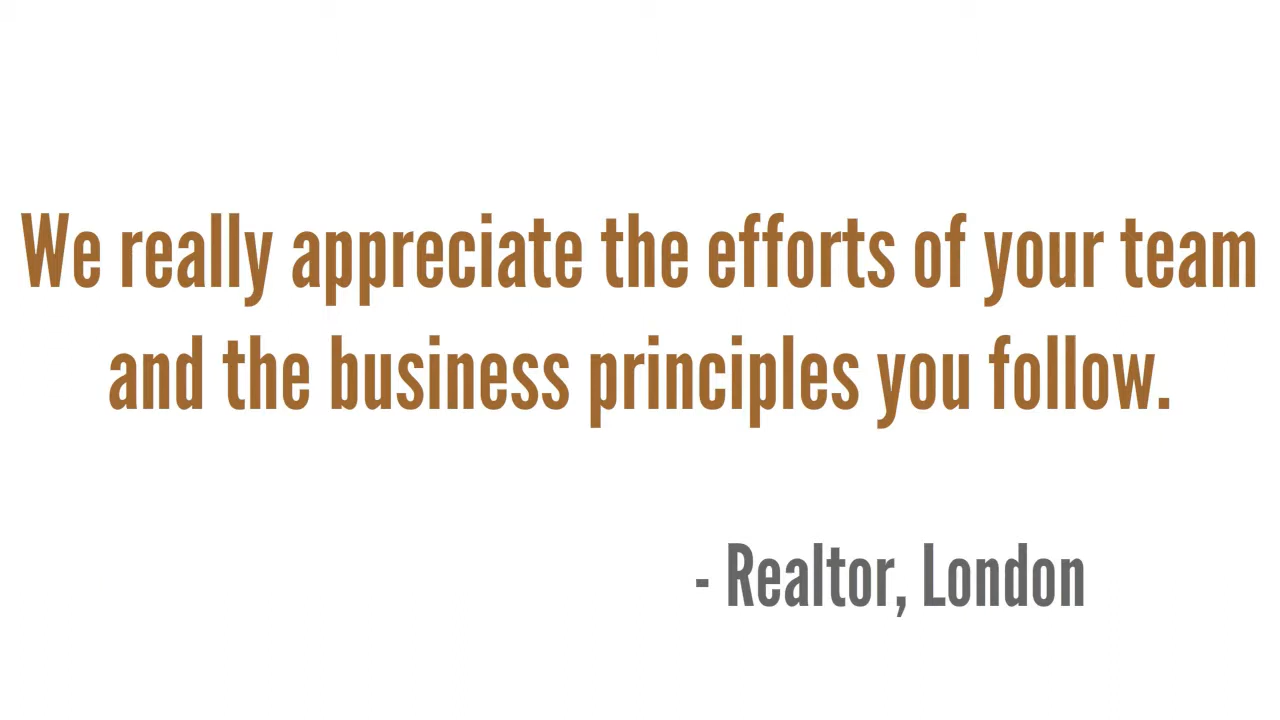 We really appreciate the efforts of your team
and the business principles you follow.
- Realtor, London